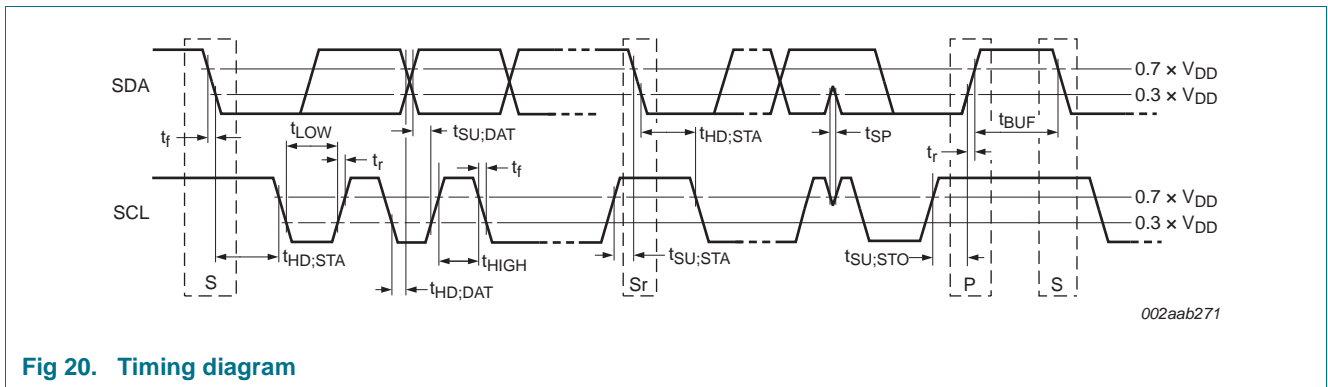 SDA
0.7 × VDD
0.3 × VDD
tf
tLOW
tr
tSU;DAT
tf
tHD;STA
tSP
tr
tBUF
SCL
0.7 × VDD
0.3 × VDD
tHD;STA
tHD;DAT
tHIGH
tSU;STA
tSU;STO
S
Sr
P
S
002aab271
Fig 20. Timing diagram